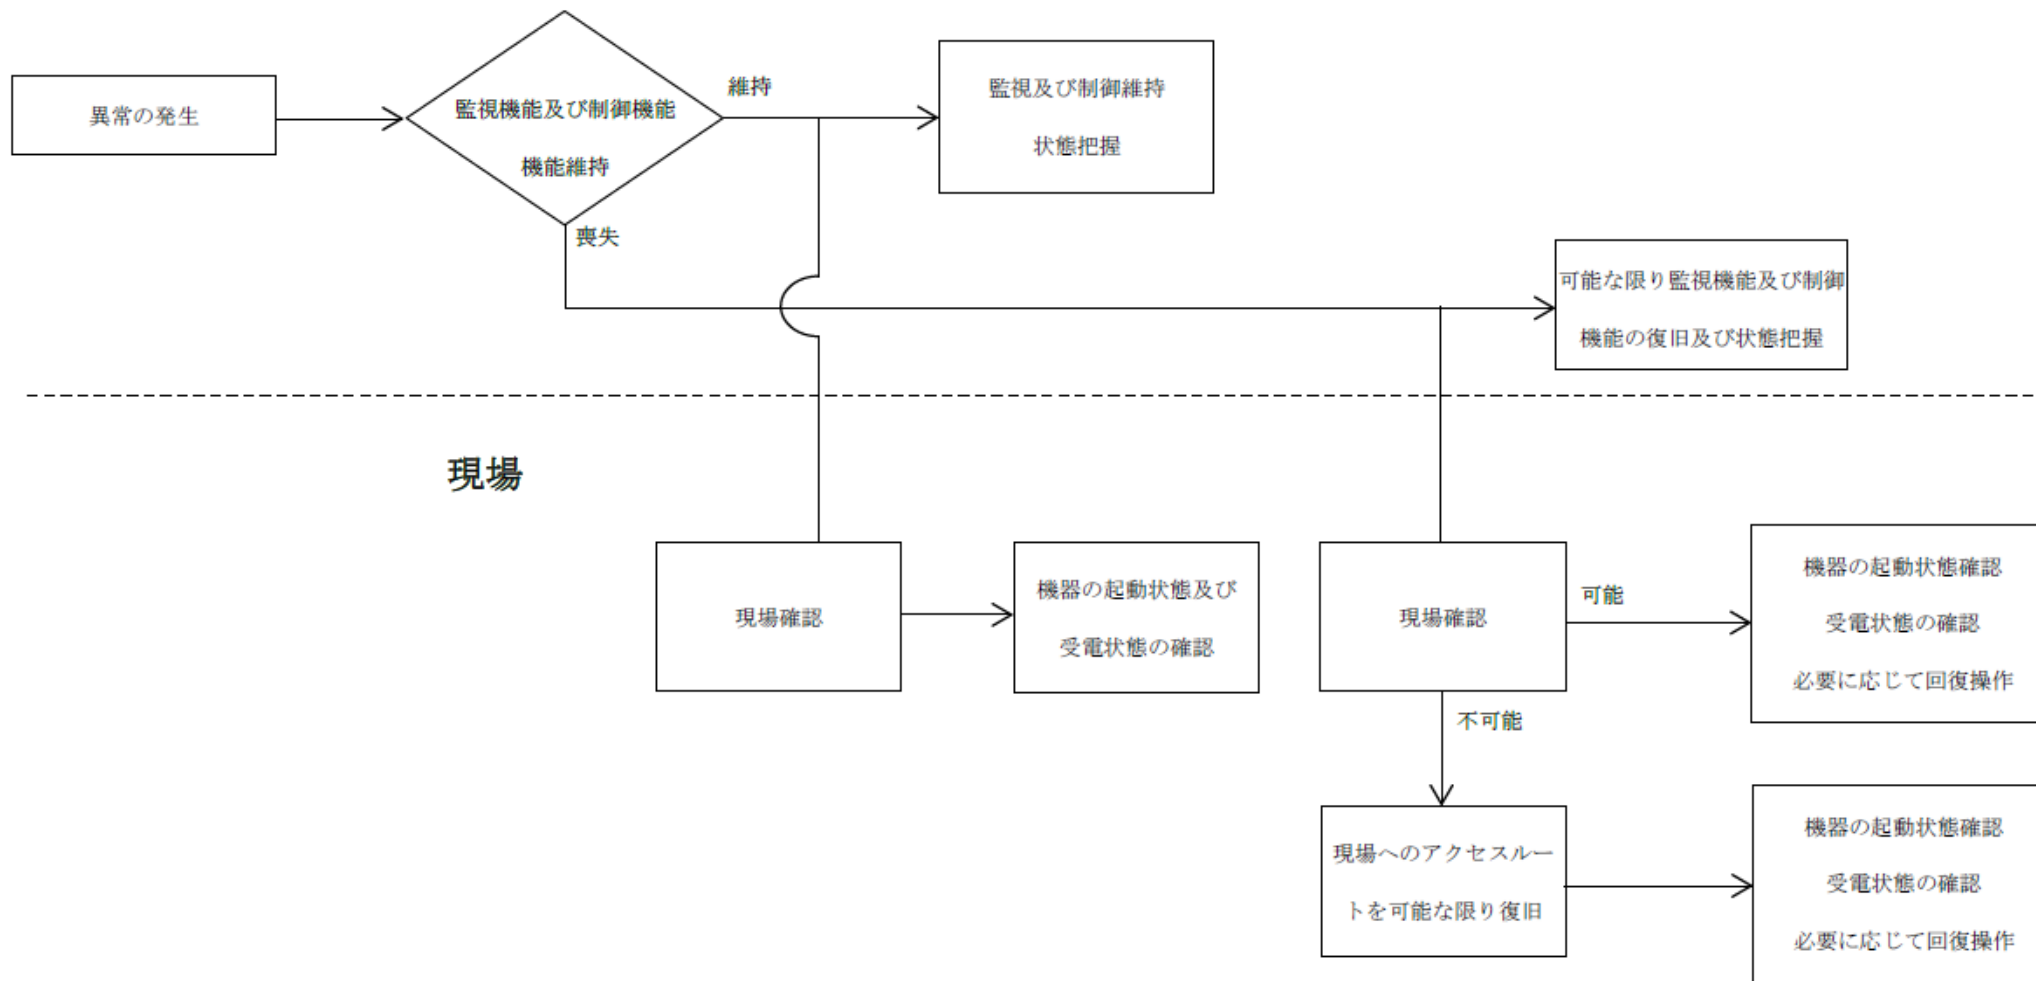 異常の発生
監視機能及び制御機能
機能維持
維持
監視及び制御維持
状態把握
喪失
可能な限り監視機能及び制御
機能の復旧及び状態把握
現場
現場確認
機器の起動状態及び
受電状態の確認
現場確認
可能
機器の起動状態確認
受電状態の確認
必要に応じて回復操作
不可能
現場へのアクセスルー
トを可能な限り復旧
機器の起動状態確認
受電状態の確認
必要に応じて回復操作